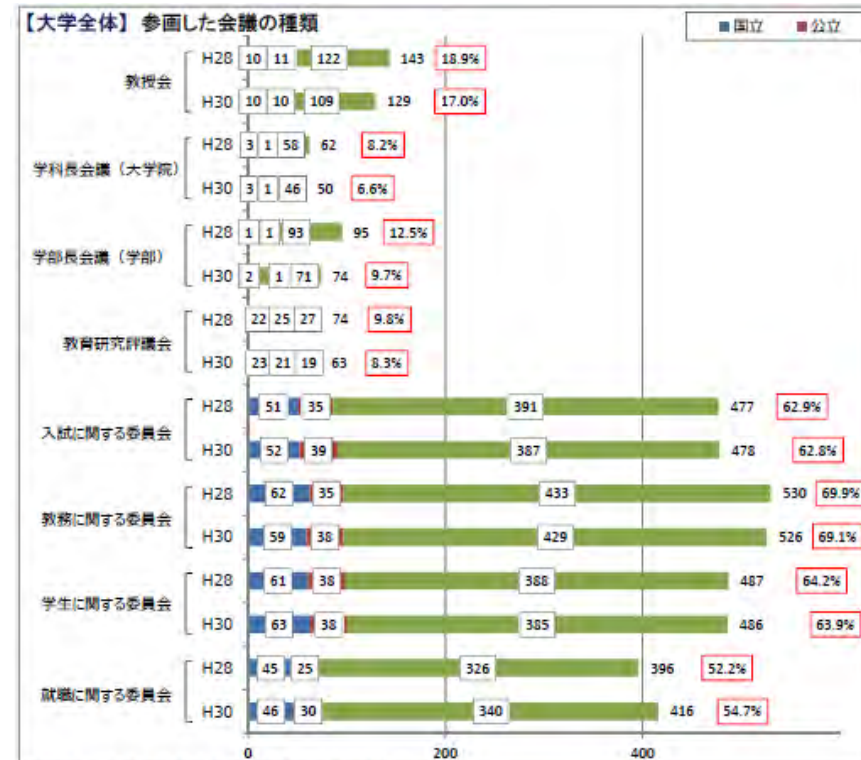 【大学全体】参画した会議の種類
■国立 ■公立
教授会
H28 10 11 122 143 18.9%
H30 10 10 109 129 17.0%
学科長会議（大学院）
H28 3 1 58 62 8.2%
H30 3 1 46 50 6.6%
学部長会議（学部）
H28 1 1 93 95 12.5%
H30 2 1 71 74 9.7%
教育研究評議会
H28 22 25 27 74 9.8%
H30 23 21 19 63 8.3%
入試に関する委員会
H28 51 35 391 477 62.9%
H30 52 39 387 478 62.8%
教務に関する委員会
H28 62 35 433 530 69.9%
H30 59 38 429 526 69.1%
学生に関する委員会
H28 61 38 388 487 64.2%
H30 63 38 385 486 63.9%
就職に関する委員会
H28 45 25 326 396 52.2%
H30 46 30 340 416 54.7%
0 200 400